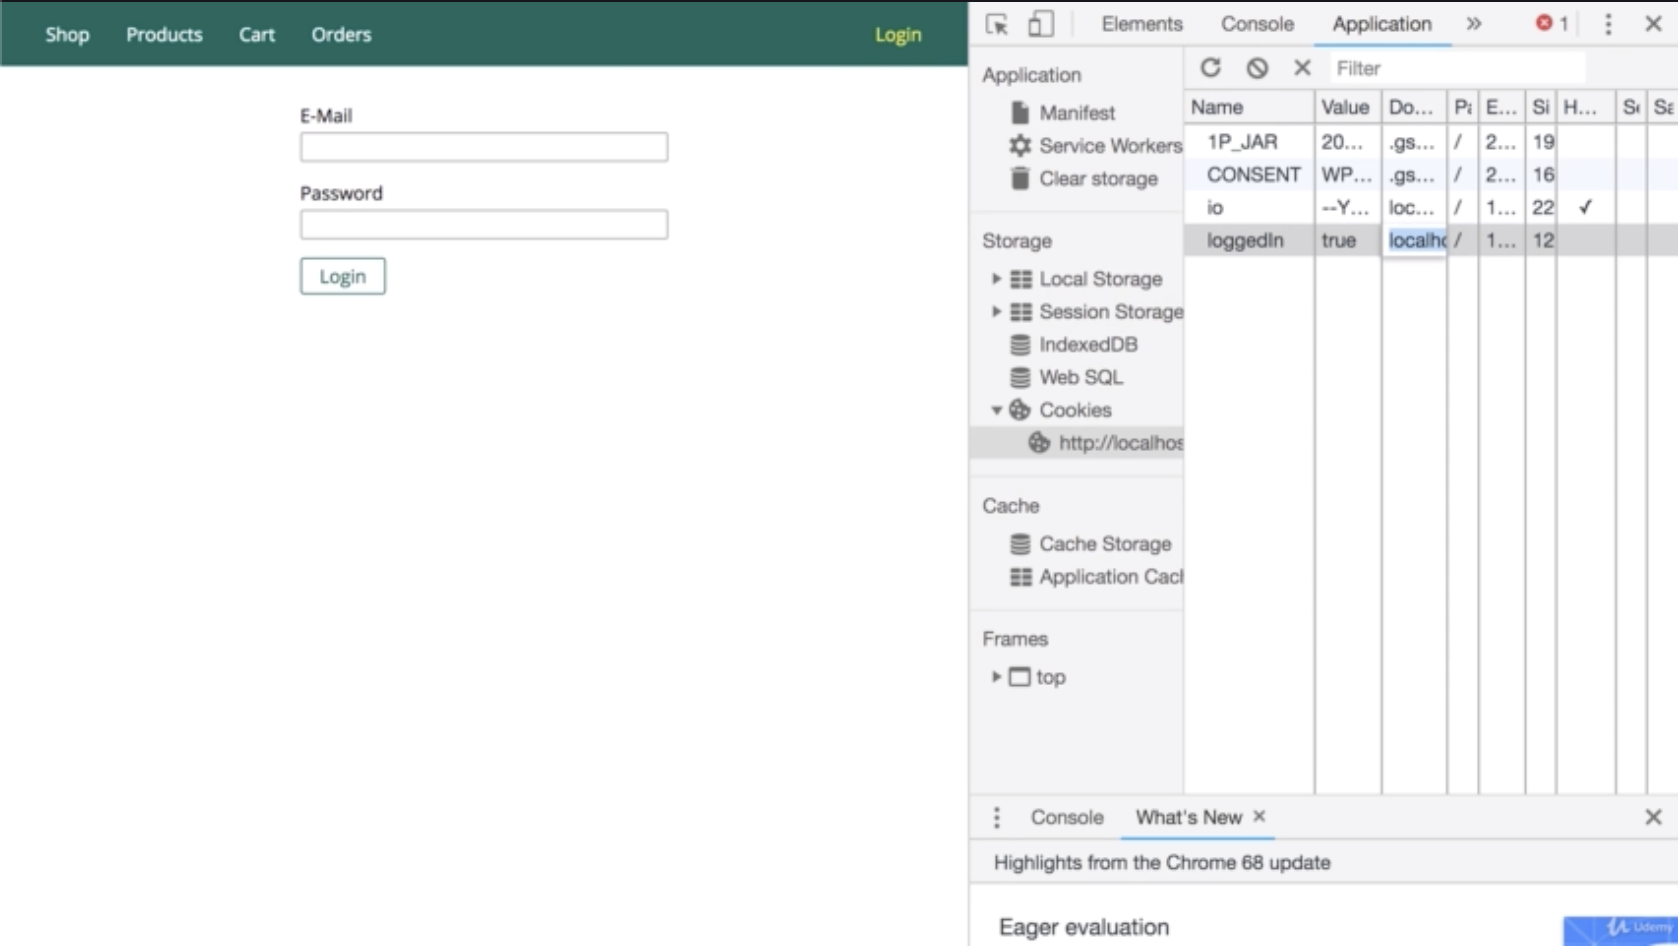 Shop Products Cart Orders Login
E-Mail
Password
Login
Elements Console Application » 1
Application
Manifest
Service Workers
Clear storage
Storage
Local Storage
Session Storage
IndexedDB
Web SQL
Cookies
http://localhos
Cache
Cache Storage
Application Cach
Frames
top
Filter
Name Value Do... Pa E... Si H... Se Sa
1P_JAR 20... .gs... / 2... 19
CONSENT WP... .gs... / 2... 16
io --Y... loc... / 1... 22 ✓
loggedIn true localho / 1... 12
Console What's New ×
Highlights from the Chrome 68 update
Eager evaluation
Udemy